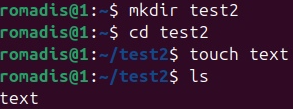 romadis@1:~$ mkdir test2
romadis@1:~$ cd test2
romadis@1:~/test2$ touch text
romadis@1:~/test2$ ls
text